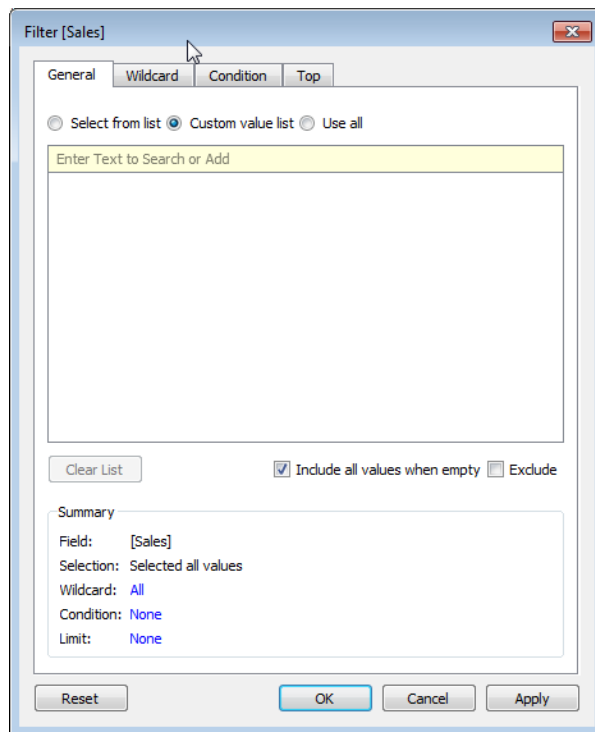 Filter [Sales]
General Wildcard Condition Top
Select from list Custom value list Use all
Enter Text to Search or Add
Clear List Include all values when empty Exclude
Summary
Field: [Sales]
Selection: Selected all values
Wildcard: All
Condition: None
Limit: None
Reset OK Cancel Apply